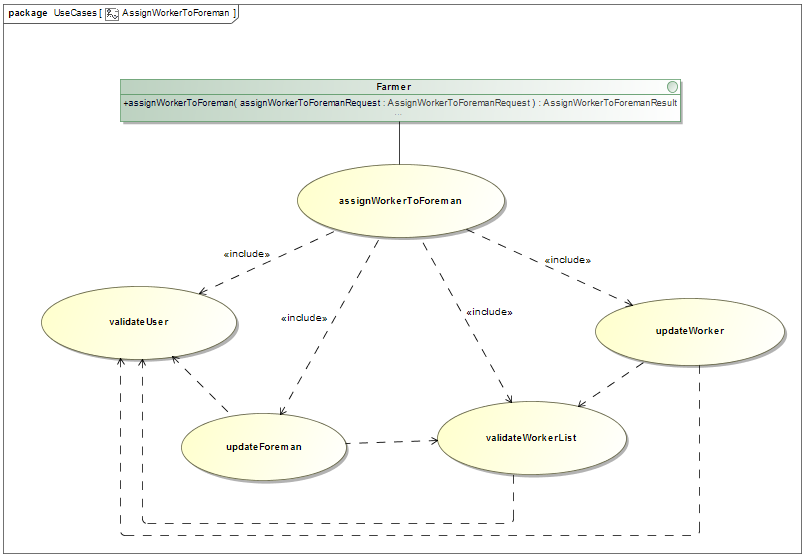 package UseCases [ AssignWorkerToForeman ]
Farmer
+assignWorkerToForeman( assignWorkerToForemanRequest : AssignWorkerToForemanRequest ) : AssignWorkerToForemanResult
...
assignWorkerToForeman
«include»
«include»
«include»
«include»
validateUser
updateWorker
updateForeman
validateWorkerList